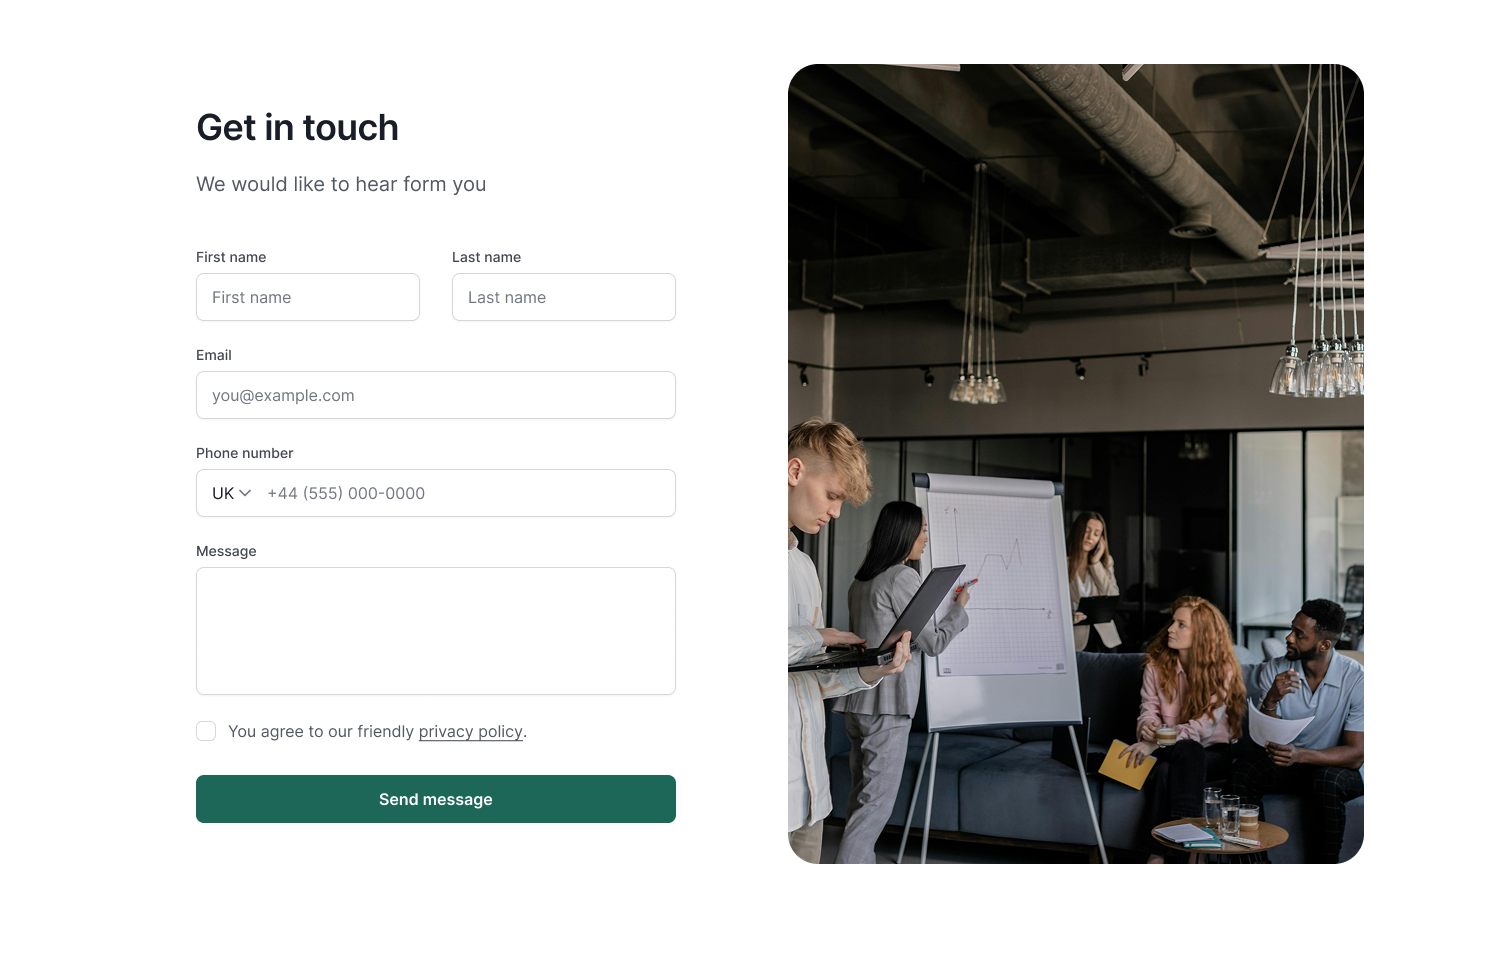 Get in touch
We would like to hear form you
First name
Last name
First name
Last name
Email
you@example.com
Phone number
UK +44 (555) 000-0000
Message
You agree to our friendly privacy policy.
Send message